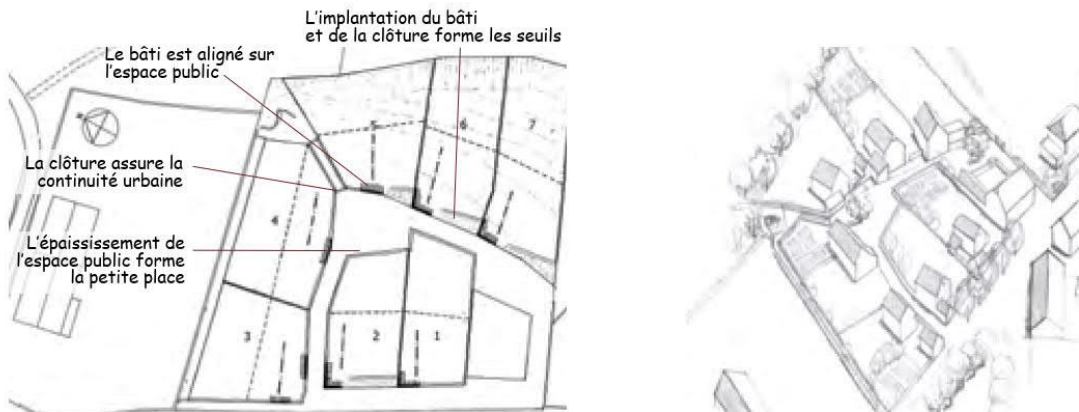 L'implantation du bâti
et de la clôture forme les seuils
Le bâti est aligné sur
l'espace public
La clôture assure la
continuité urbaine
L'épaississement de
l'espace public forme
la petite place
5
6
7
4
3
2
1